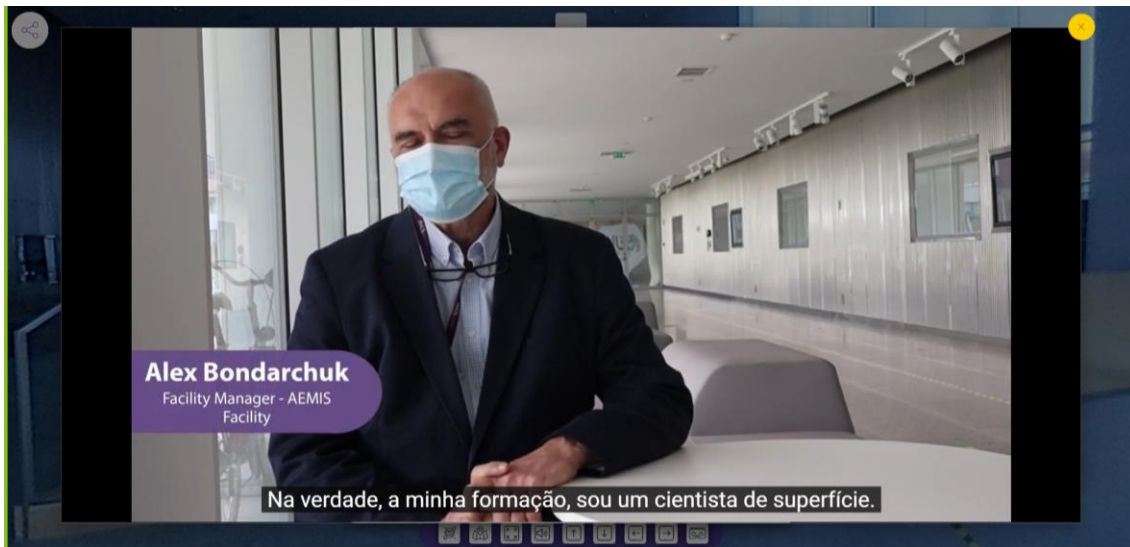 Alex Bondarchuk
Facility Manager - AEMIS
Facility
Na verdade, a minha formação, sou um cientista de superfície.